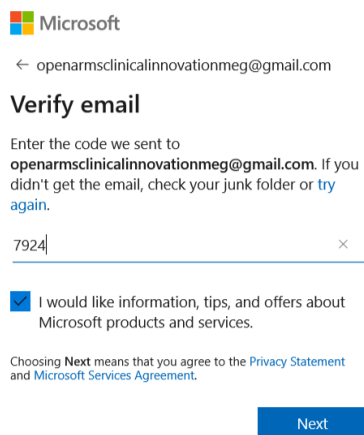 Microsoft
← openarmsclinicalinnovationmeg@gmail.com
Verify email
Enter the code we sent to
openarmsclinicalinnovationmeg@gmail.com. If you
didn't get the email, check your junk folder or try
again.
7924
I would like information, tips, and offers about
Microsoft products and services.
Choosing Next means that you agree to the Privacy Statement
and Microsoft Services Agreement.
Next